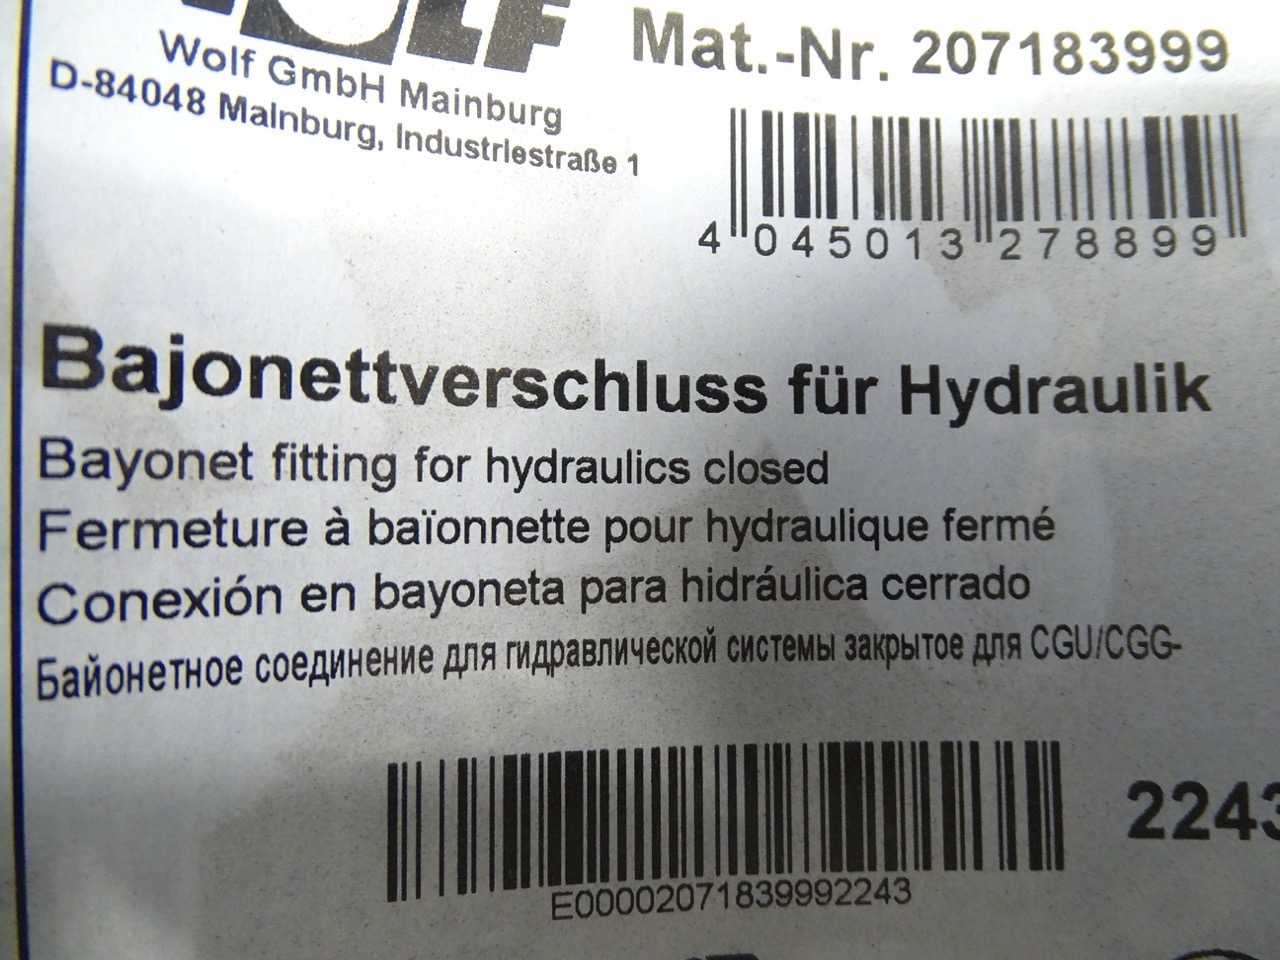 WOLF
Wolf GmbH Mainburg
D-84048 Mainburg, Industriestraße 1
Mat.-Nr. 207183999
4 045013 278899
Bajonettverschluss für Hydraulik
Bayonet fitting for hydraulics closed
Fermeture à baïonnette pour hydraulique fermé
Conexión en bayoneta para hidráulica cerrado
Байонетное соединение для гидравлической системы закрытое для CGU/CGG-
2243
E00002071839992243